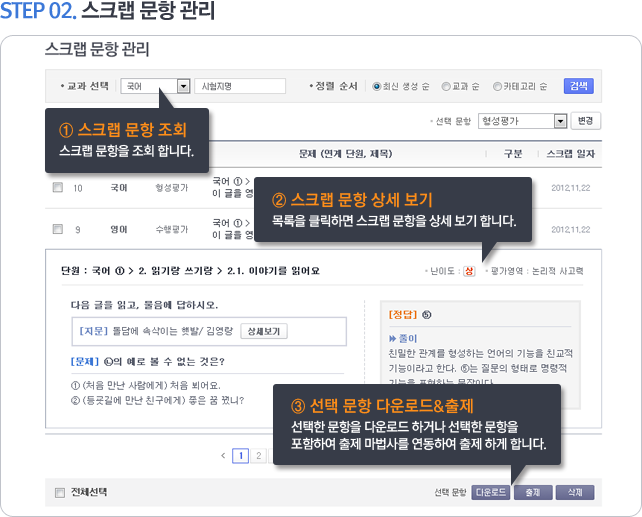 STEP 02. 스크랩 문항 관리
스크랩 문항 관리
교과 선택 국어 시험지명 정렬 순서 최신 생성 순 교과 순 카테고리 순 검색
선택 문항 형성평가 변경
① 스크랩 문항 조회
스크랩 문항을 조회 합니다.
문제 (연계 단원, 제목) 구분 스크랩 일자
10 국어 형성평가 국어 ① > 2012,11,22
이 글을 영
② 스크랩 문항 상세 보기
목록을 클릭하면 스크랩 문항을 상세 보기 합니다.
9 영어 수행평가 국어 ① > 2012,11,22
이 글을 영
단원 : 국어 ① > 2. 읽기랑 쓰기랑 > 2.1. 이야기를 읽어요 난이도 : 상 평가영역 : 논리적 사고력
다음 글을 읽고, 물음에 답하시오.
[지문] 돌담에 속삭이는 햇발/ 김영랑 상세보기
[문제] ㉡의 예로 볼 수 없는 것은?
① (처음 만난 사람에게) 처음 뵈어요.
② (등굣길에 만난 친구에게) 좋은 꿈 꿨니?
[정답] ⑤
풀이
친밀한 관계를 형성하는 언어의 기능을 친교적
기능이라고 한다. ⑤는 질문의 형태로 명령적
기능을 표현하는 문장이다
③ 선택 문항 다운로드&출제
선택한 문항을 다운로드 하거나 선택한 문항을
포함하여 출제 마법사를 연동하여 출제 하게 합니다.
< 1 2
전체선택 선택 문항 다운로드 출제 삭제